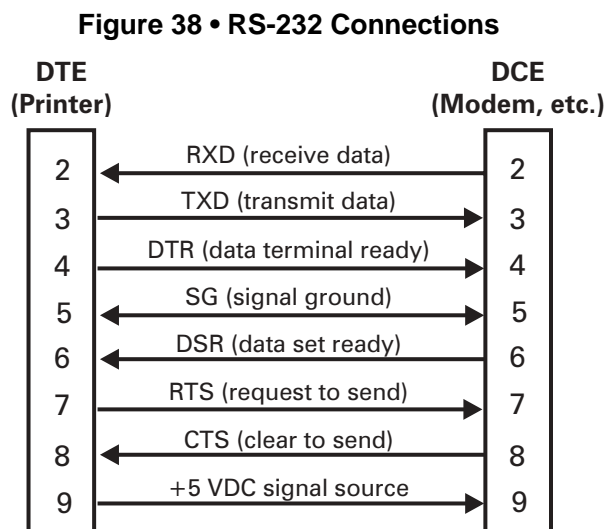 Figure 38 • RS-232 Connections
DTE
(Printer)
DCE
(Modem, etc.)
2 RXD (receive data) 2
3 TXD (transmit data) 3
4 DTR (data terminal ready) 4
5 SG (signal ground) 5
6 DSR (data set ready) 6
7 RTS (request to send) 7
8 CTS (clear to send) 8
9 +5 VDC signal source 9